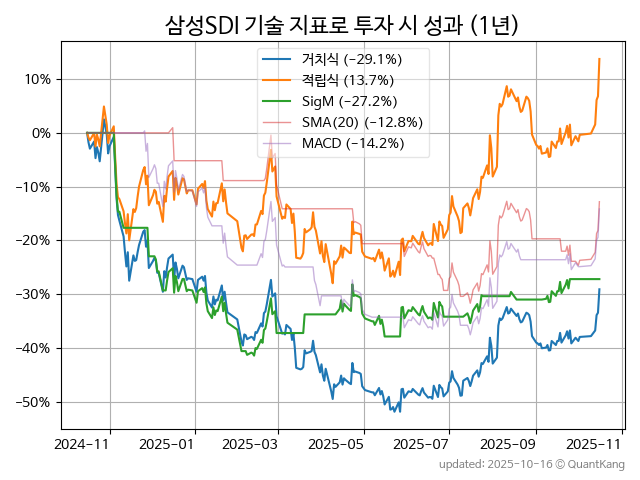 삼성SDI 기술 지표로 투자 시 성과 (1년)
거치식 (−29.1%)
적립식 (13.7%)
SigM (−27.2%)
SMA(20) (−12.8%)
MACD (−14.2%)
10%
0%
−10%
−20%
−30%
−40%
−50%
2024-11 2025-01 2025-03 2025-05 2025-07 2025-09 2025-11
updated: 2025-10-16 © QuantKang